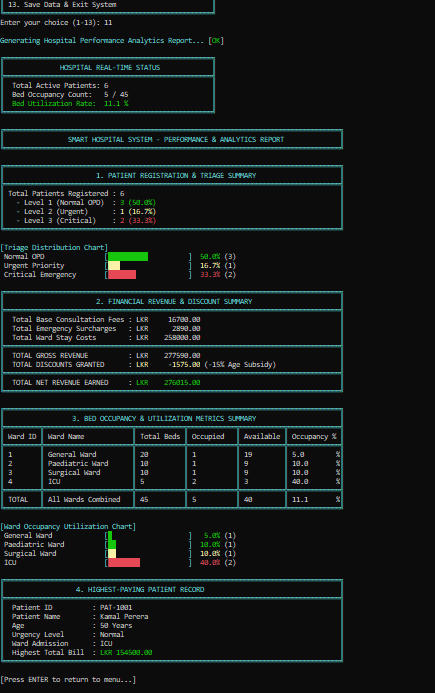 13. Save Data & Exit System
Enter your choice (1-13): 11
Generating Hospital Performance Analytics Report... [OK]
HOSPITAL REAL-TIME STATUS
Total Active Patients: 6
Bed Occupancy Count:   5 / 45
Bed Utilization Rate:  11.1 %
SMART HOSPITAL SYSTEM - PERFORMANCE & ANALYTICS REPORT
1. PATIENT REGISTRATION & TRIAGE SUMMARY
Total Patients Registered : 6
- Level 1 (Normal OPD)  : 3 (50.0%)
- Level 2 (Urgent)      : 1 (16.7%)
- Level 3 (Critical)    : 2 (33.3%)
[Triage Distribution Chart]
Normal OPD [ ] 50.0% (3)
Urgent Priority [ ] 16.7% (1)
Critical Emergency [ ] 33.3% (2)
2. FINANCIAL REVENUE & DISCOUNT SUMMARY
Total Base Consultation Fees : LKR 16700.00
Total Emergency Surcharges : LKR 2890.00
Total Ward Stay Costs : LKR 258000.00
TOTAL GROSS REVENUE : LKR 277590.00
TOTAL DISCOUNTS GRANTED : LKR -1575.00 (-15% Age Subsidy)
TOTAL NET REVENUE EARNED : LKR 276015.00
3. BED OCCUPANCY & UTILIZATION METRICS SUMMARY
Ward ID Ward Name Total Beds Occupied Available Occupancy %
1 General Ward 20 1 19 5.0 %
2 Paediatric Ward 10 1 9 10.0 %
3 Surgical Ward 10 1 9 10.0 %
4 ICU 5 2 3 40.0 %
TOTAL All Wards Combined 45 5 40 11.1 %
[Ward Occupancy Utilization Chart]
General Ward [ ] 5.0% (1)
Paediatric Ward [ ] 10.0% (1)
Surgical Ward [ ] 10.0% (1)
ICU [ ] 40.0% (2)
4. HIGHEST-PAYING PATIENT RECORD
Patient ID : PAT-1001
Patient Name : Kamal Perera
Age : 50 Years
Urgency Level : Normal
Ward Admission : ICU
Highest Total Bill : LKR 154500.00
[Press ENTER to return to menu...]